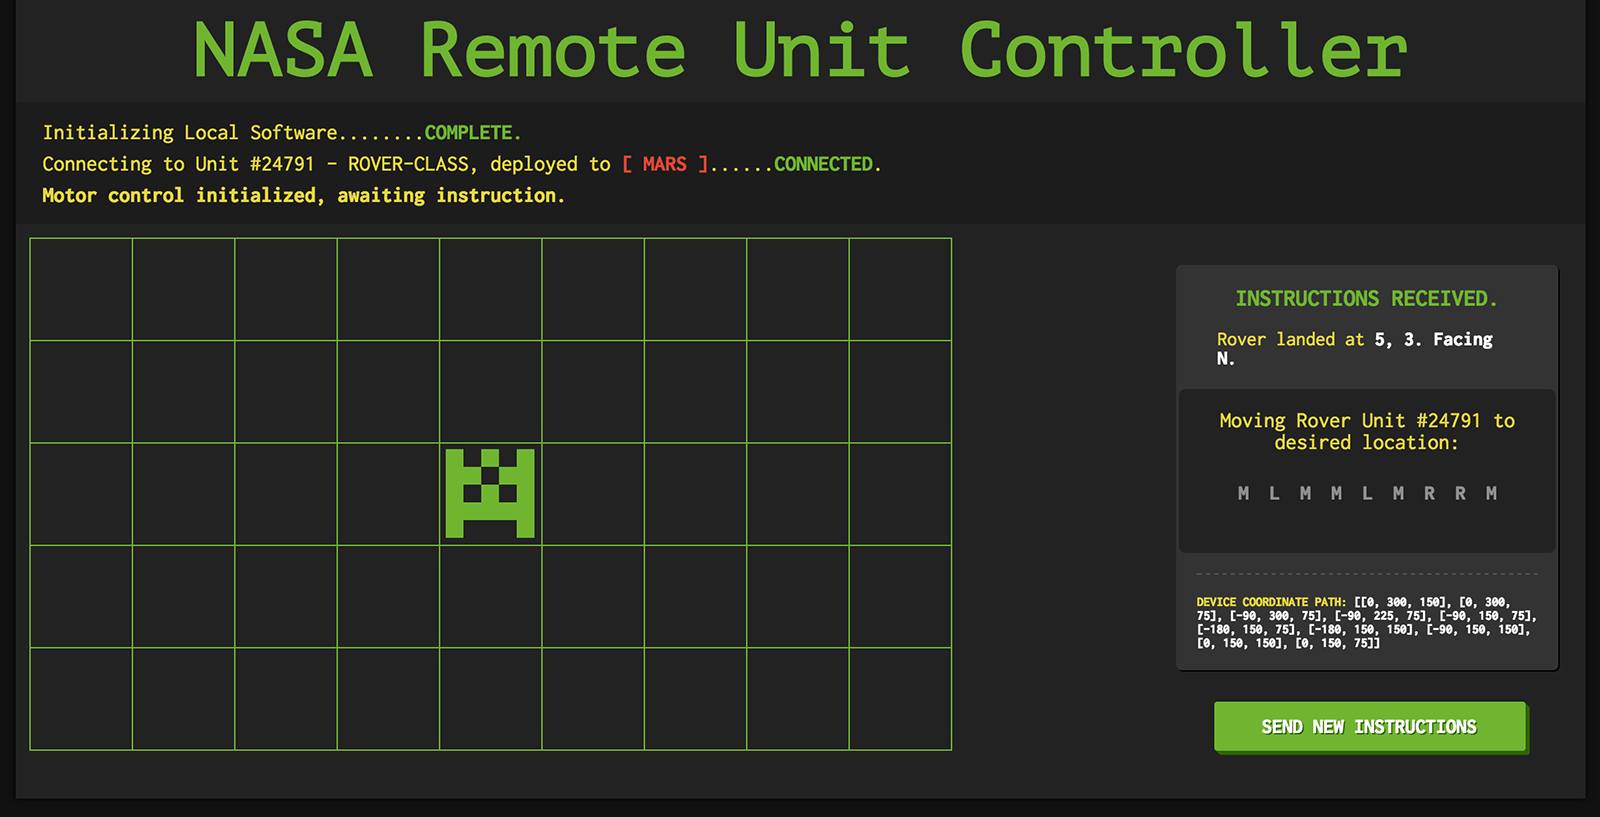 NASA Remote Unit Controller
Initializing Local Software........COMPLETE.
Connecting to Unit #24791 - ROVER-CLASS, deployed to [ MARS ]......CONNECTED.
Motor control initialized, awaiting instruction.
INSTRUCTIONS RECEIVED.
Rover landed at 5, 3. Facing
N.
Moving Rover Unit #24791 to
desired location:
M L M M L M R R M
DEVICE COORDINATE PATH: [[0, 300, 150], [0, 300,
75], [-90, 300, 75], [-90, 225, 75], [-90, 150, 75],
[-180, 150, 75], [-180, 150, 150], [-90, 150, 150],
[0, 150, 150], [0, 150, 75]]
SEND NEW INSTRUCTIONS